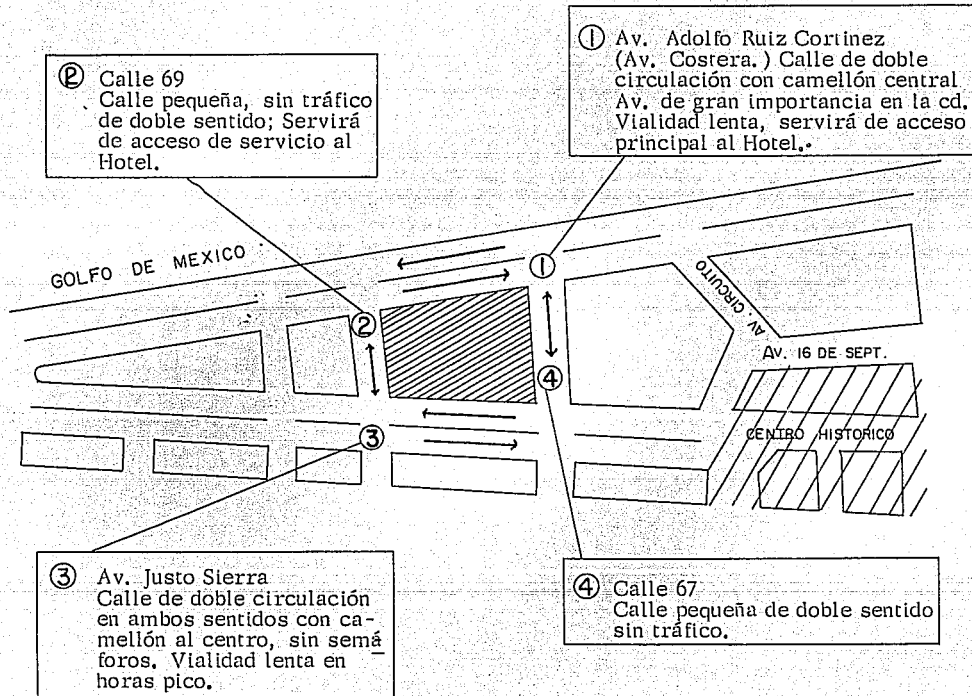 ① Av. Adolfo Ruiz Cortinez
(Av. Costera.) Calle de doble
circulación con camellón central
Av. de gran importancia en la cd.
Vialidad lenta, servirá de acceso
principal al Hotel.
② Calle 69
Calle pequeña, sin tráfico
de doble sentido; Servirá
de acceso de servicio al
Hotel.
GOLFO DE MEXICO
①
②
AV. CIRCUITO
AV. 16 DE SEPT.
④
③
CENTRO HISTORICO
③ Av. Justo Sierra
Calle de doble circulación
en ambos sentidos con ca-
mellón al centro, sin semá
foros. Vialidad lenta en
horas pico.
④ Calle 67
Calle pequeña de doble sentido
sin tráfico.